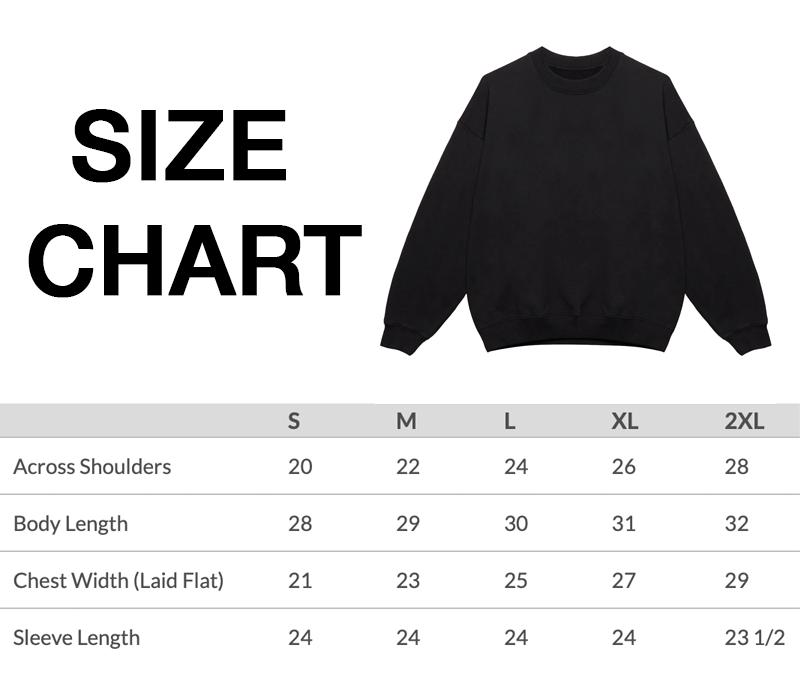 SIZE
CHART
S M L XL 2XL
Across Shoulders 20 22 24 26 28
Body Length 28 29 30 31 32
Chest Width (Laid Flat) 21 23 25 27 29
Sleeve Length 24 24 24 24 23 1/2